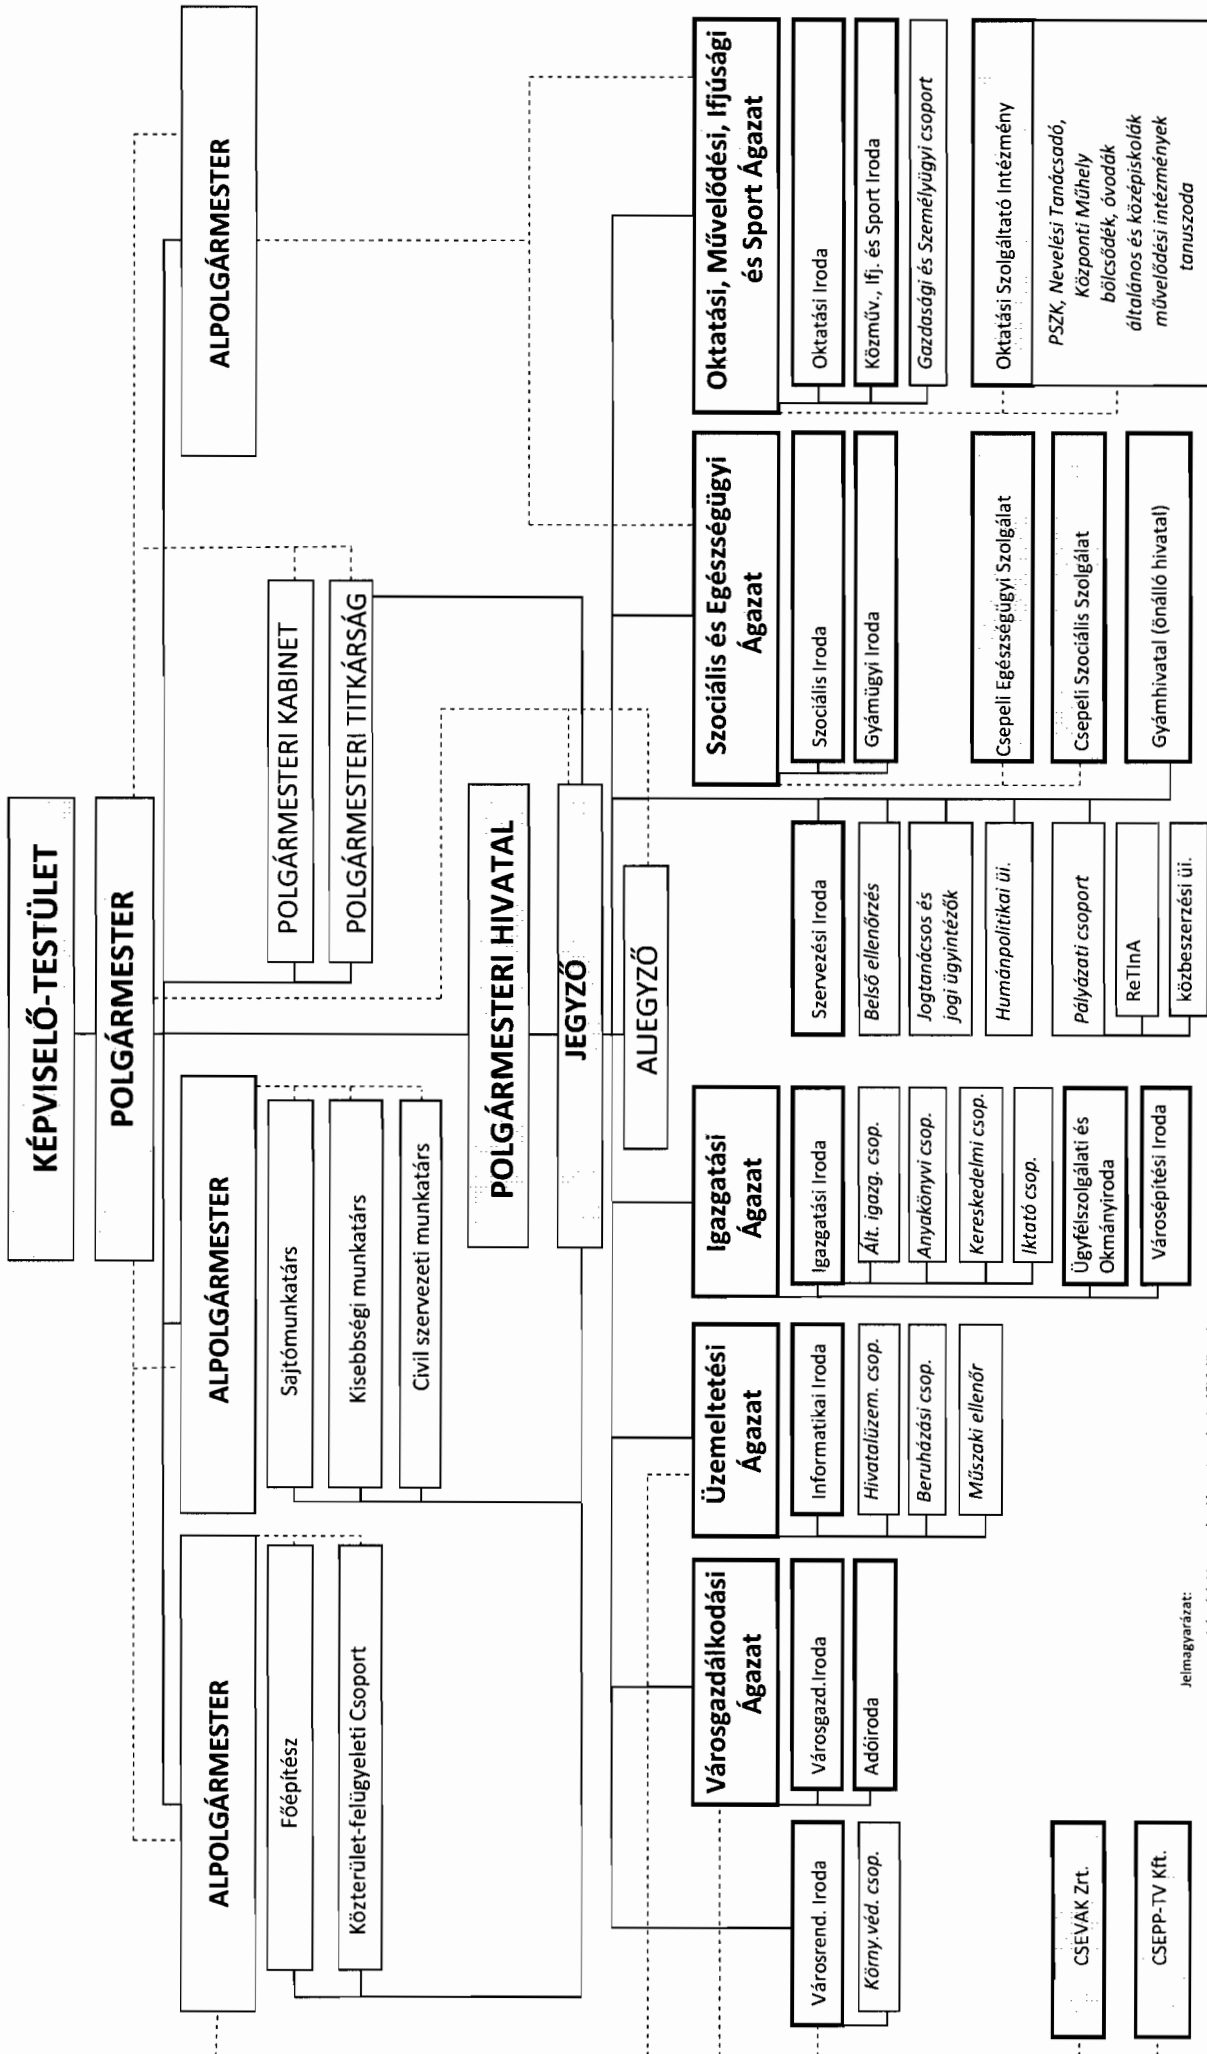 KÉPVISELŐ-TESTÜLET
POLGÁRMESTER
ALPOLGÁRMESTER
ALPOLGÁRMESTER
ALPOLGÁRMESTER
Főépítész
Közterület-felügyeleti Csoport
Sajtómunkatárs
Kisebbségi munkatárs
Civil szervezeti munkatárs
POLGÁRMESTERI KABINET
POLGÁRMESTERI TITKÁRSÁG
POLGÁRMESTERI HIVATAL
JEGYZŐ
ALJEGYZŐ
Városrend. Iroda
Körny.véd. csop.
CSEVAK Zrt.
CSEPP-TV Kft.
Városgazdálkodási
Ágazat
Városgazd.Iroda
Adóiroda
Üzemeltetési
Ágazat
Informatikai Iroda
Hivatalüzem. csop.
Beruházási csop.
Műszaki ellenőr
Igazgatási
Ágazat
Igazgatási Iroda
Ált. igazg. csop.
Anyakönyvi csop.
Kereskedelmi csop.
Iktató csop.
Ügyfélszolgálati és
Okmányiroda
Városépítési Iroda
Szervezési Iroda
Belső ellenőrzés
Jogtanácsos és
jogi ügyintézők
Humánpolitikai üi.
Pályázati csoport
ReTInA
közbeszerzési üi.
Szociális és Egészségügyi
Ágazat
Szociális Iroda
Gyámügyi Iroda
Csepeli Egészségügyi Szolgálat
Csepeli Szociális Szolgálat
Gyámhivatal (önálló hivatal)
Oktatási, Művelődési, Ifjúsági
és Sport Ágazat
Oktatási Iroda
Közműv., Ifj. és Sport Iroda
Gazdasági és Személyügyi csoport
Oktatási Szolgáltató Intézmény
PSZK, Nevelési Tanácsadó,
Központi Műhely
bölcsődék, óvodák
általános és középiskolák
művelődési intézmények
tanuszoda
Jelmagyarázat: